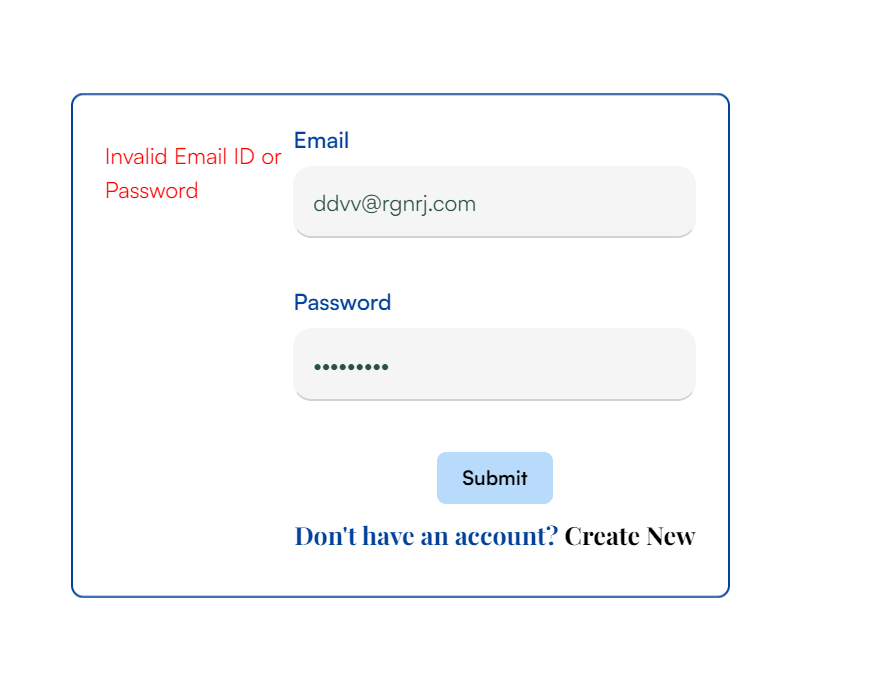 Invalid Email ID or
Password
Email
ddvv@rgnrj.com
Password
•••••••••
Submit
Don't have an account? Create New